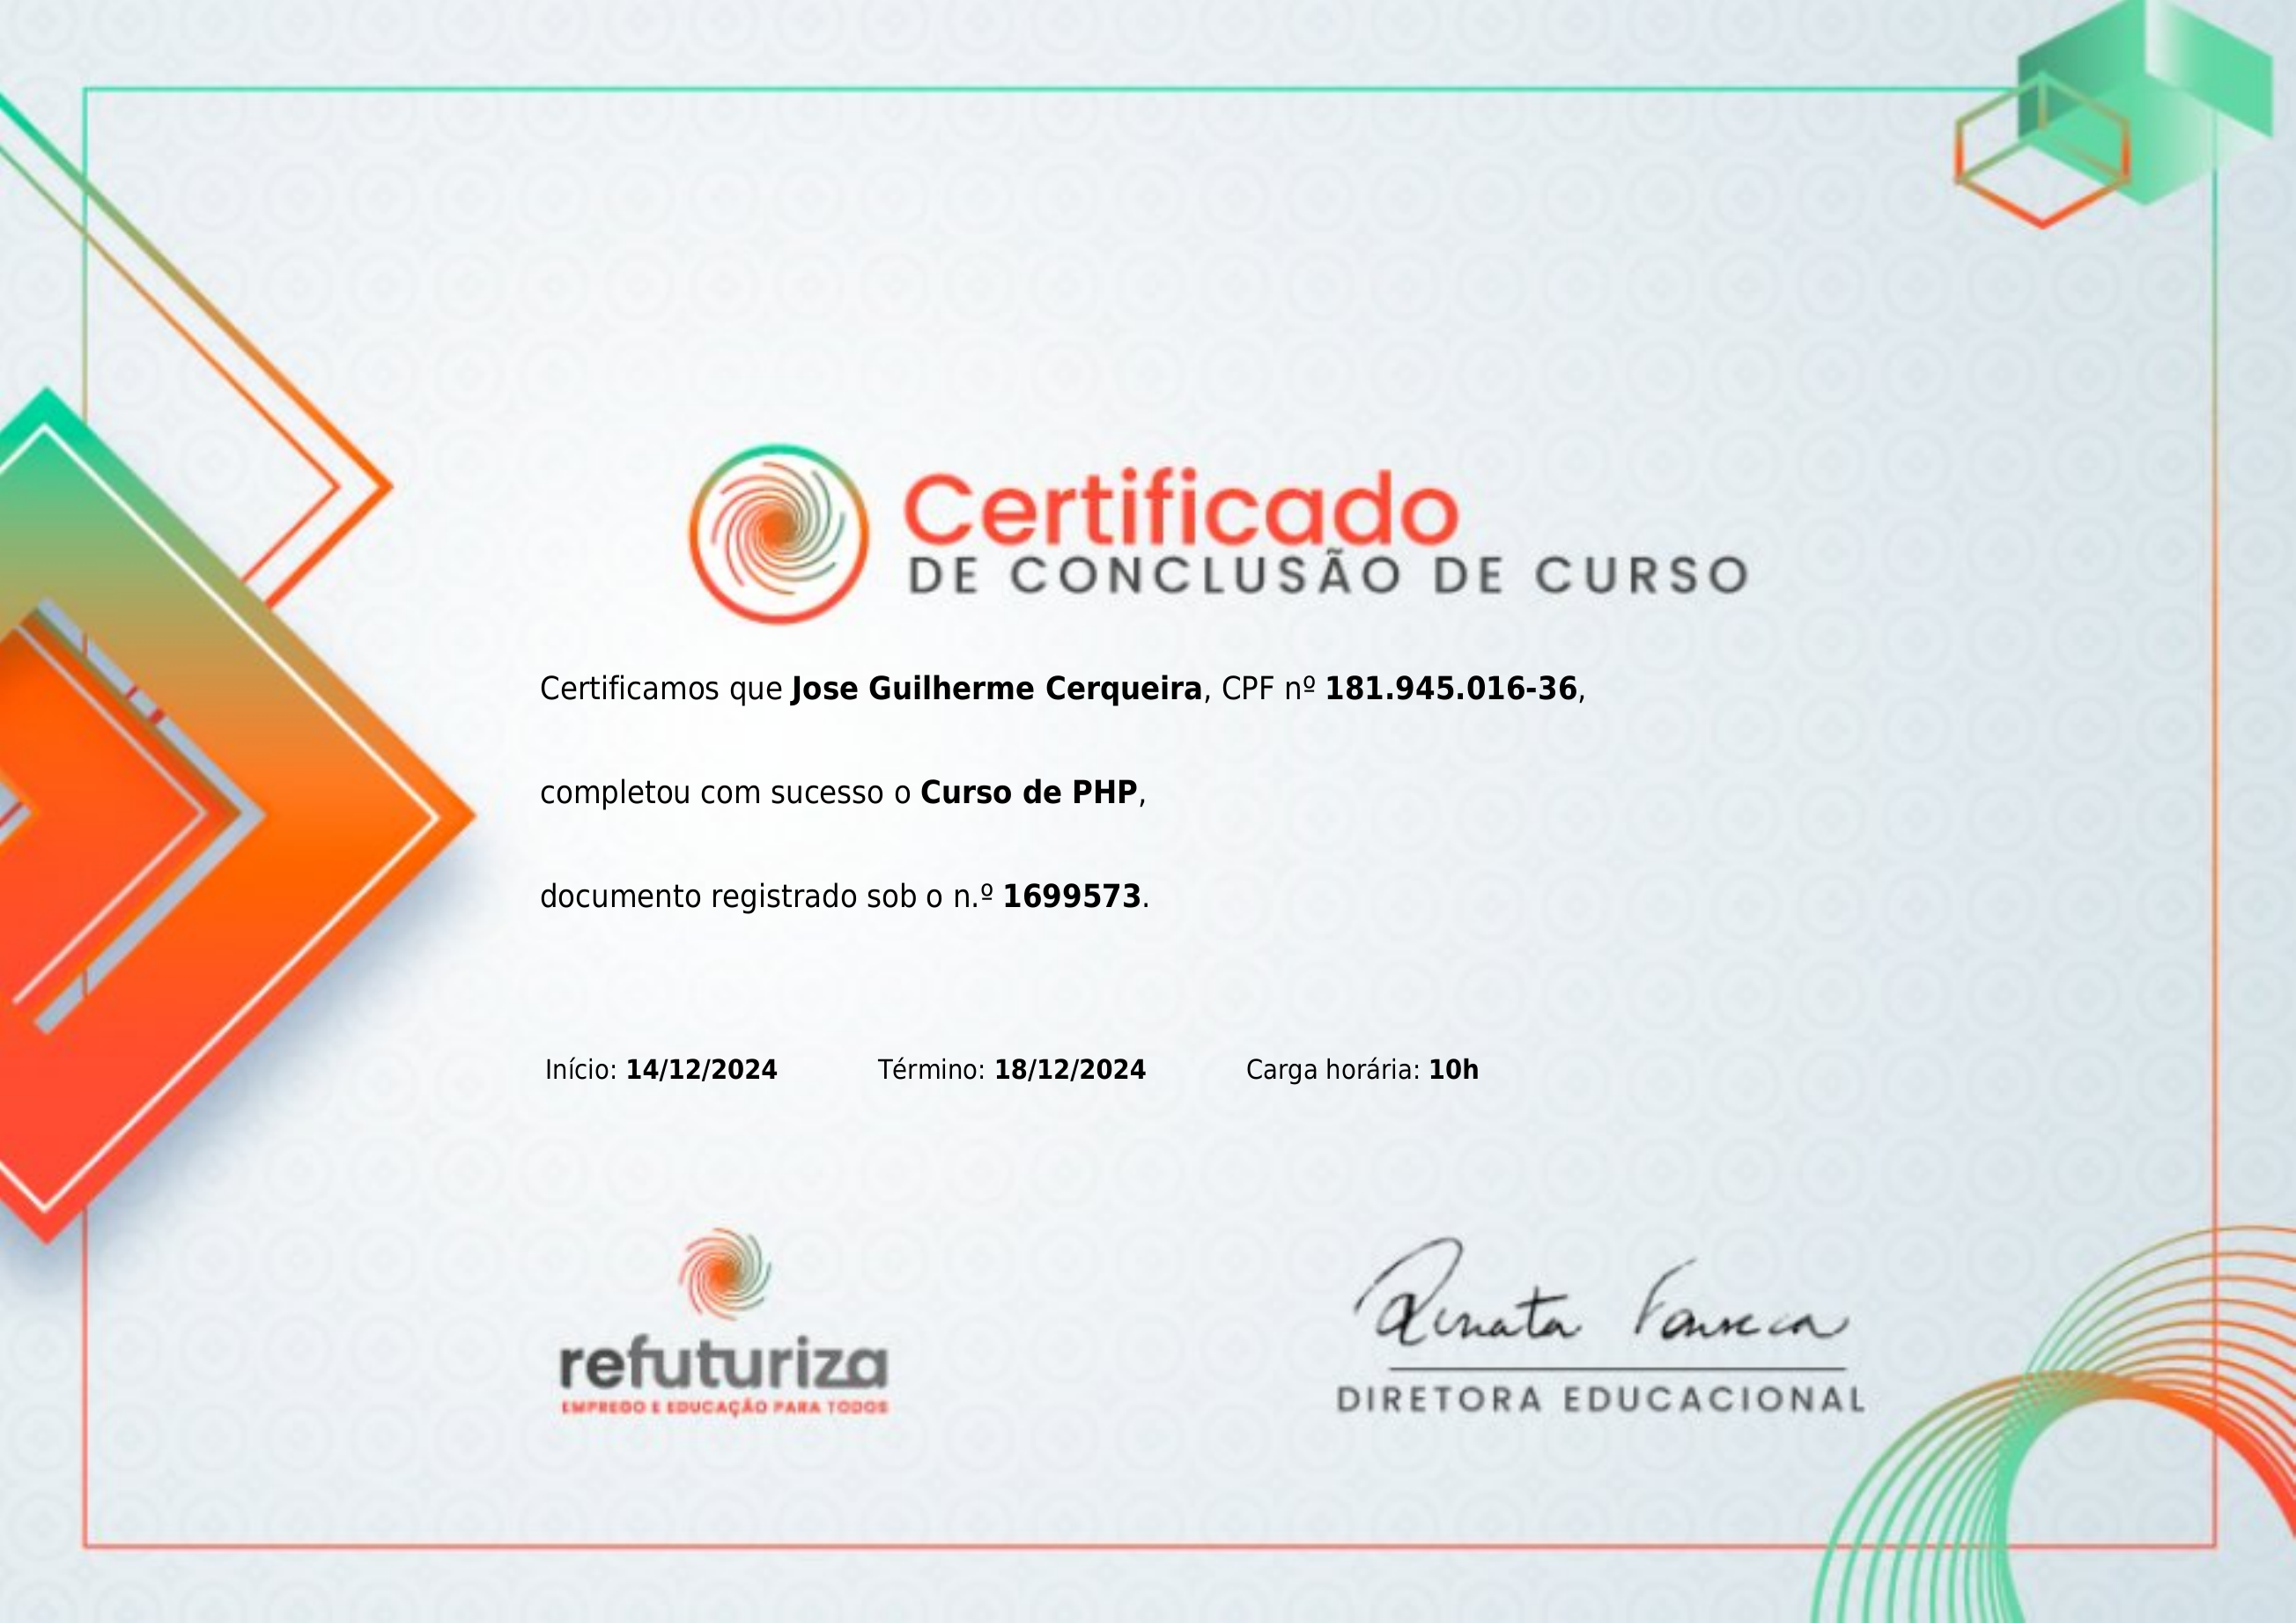 Certificado
DE CONCLUSÃO DE CURSO
Certificamos que Jose Guilherme Cerqueira, CPF nº 181.945.016-36,
completou com sucesso o Curso de PHP,
documento registrado sob o n.º 1699573.
Início: 14/12/2024 Término: 18/12/2024 Carga horária: 10h
Renata Fonseca
refuturiza
EMPREGO E EDUCAÇÃO PARA TODOS
DIRETORA EDUCACIONAL